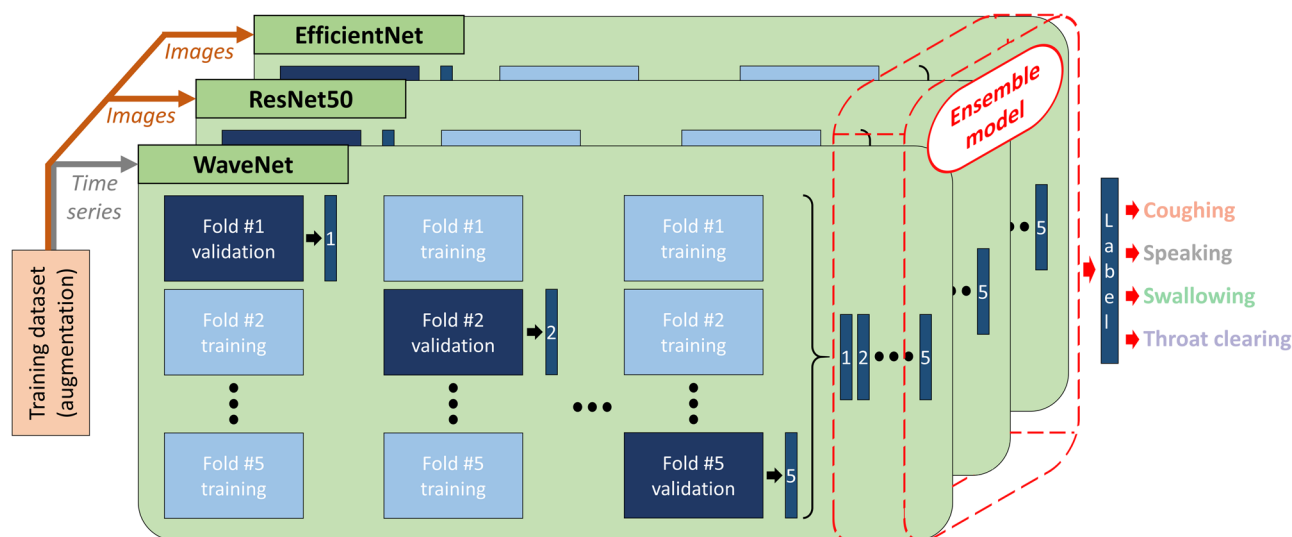 EfficientNet
Images
ResNet50
Images
WaveNet
Time
series
Training dataset
(augmentation)
Fold #1
validation
1
Fold #1
training
Fold #1
training
Fold #2
training
Fold #2
validation
2
Fold #2
training
Fold #5
training
Fold #5
training
Fold #5
validation
5
1 2 5
5
5
Ensemble
model
Label
Coughing
Speaking
Swallowing
Throat clearing